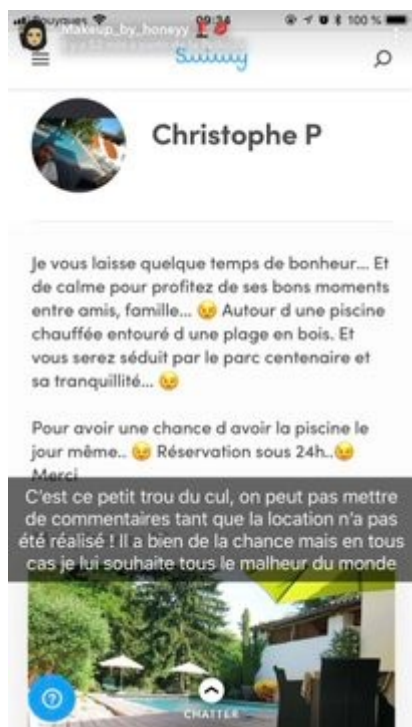 Bouygues
09:34
100 %
Makeup_by_honeyy
Swimmy
Christophe P
Je vous laisse quelque temps de bonheur... Et
de calme pour profitez de ses bons moments
entre amis, famille... 😉 Autour d une piscine
chauffée entouré d une plage en bois. Et
vous serez séduit par le parc centenaire et
sa tranquillité... 😉
Pour avoir une chance d avoir la piscine le
jour même.. 😉 Réservation sous 24h..😉
Merci
C'est ce petit trou du cul, on peut pas mettre
de commentaires tant que la location n'a pas
été réalisé ! Il a bien de la chance mais en tous
cas je lui souhaite tous le malheur du monde
CHATTER